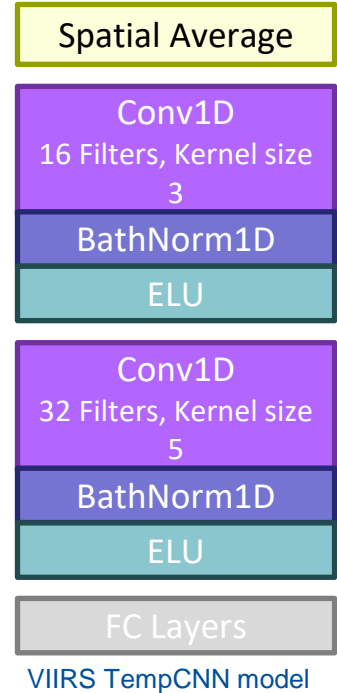 Spatial Average
Conv1D
16 Filters, Kernel size
3
BathNorm1D
ELU
Conv1D
32 Filters, Kernel size
5
BathNorm1D
ELU
FC Layers
VIIRS TempCNN model